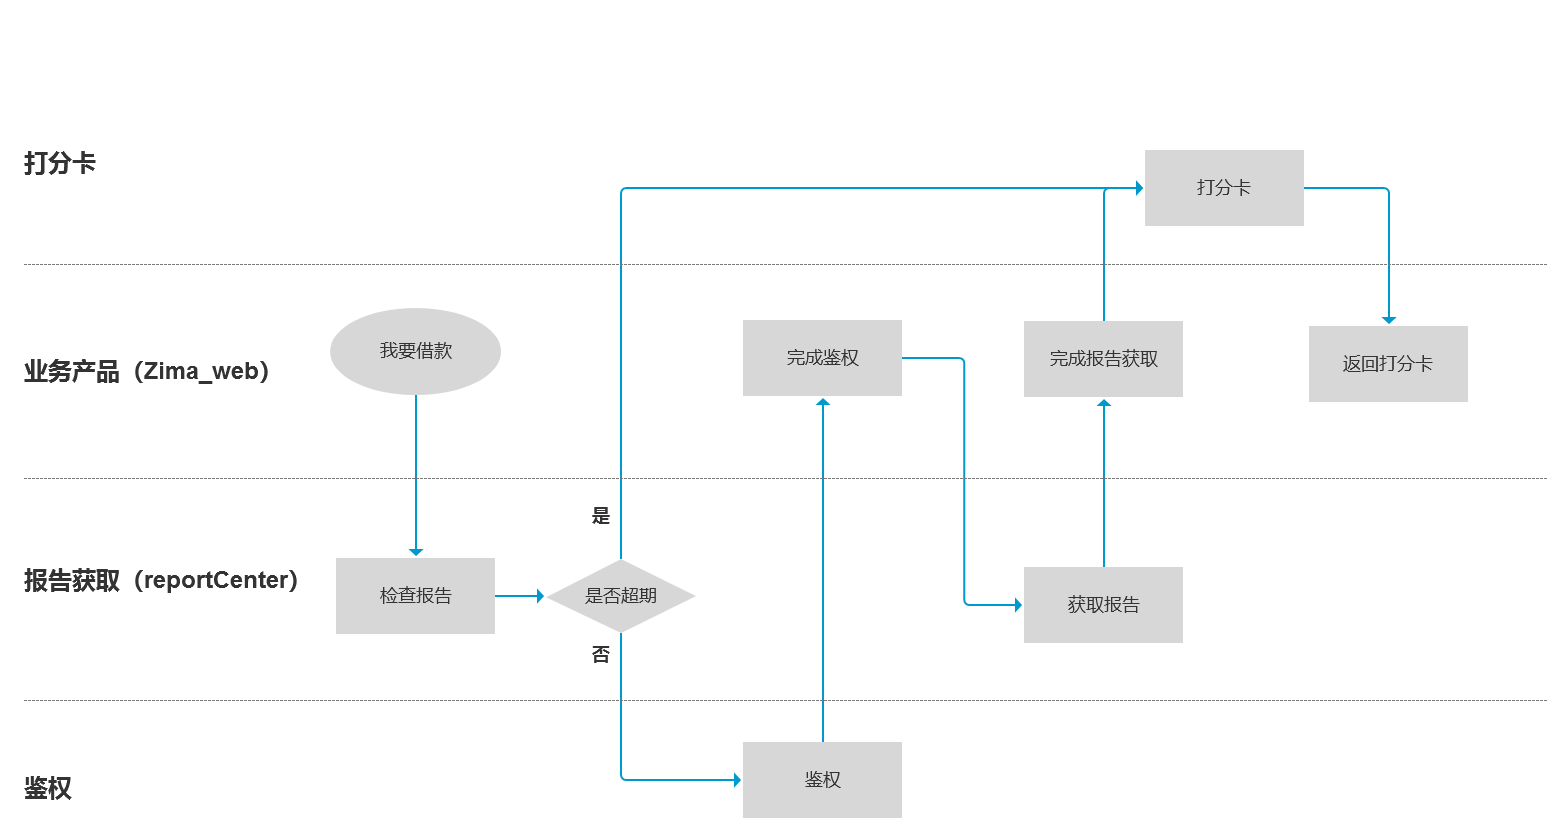 打分卡
打分卡
业务产品（Zima_web）
我要借款
完成鉴权
完成报告获取
返回打分卡
是
报告获取（reportCenter）
检查报告
是否超期
获取报告
否
鉴权
鉴权